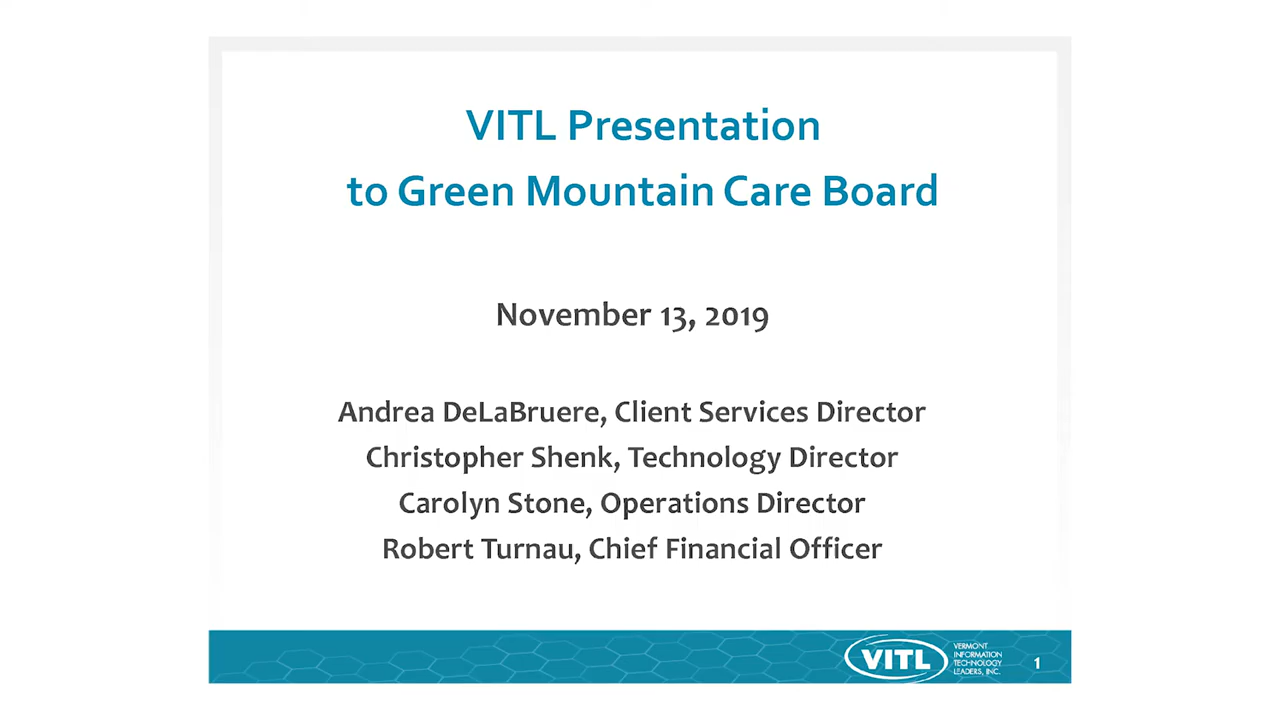 VITL Presentation
to Green Mountain Care Board
November 13, 2019
Andrea DeLaBruere, Client Services Director
Christopher Shenk, Technology Director
Carolyn Stone, Operations Director
Robert Turnau, Chief Financial Officer
VITL
VERMONT
INFORMATION
TECHNOLOGY
LEADERS, INC.
1